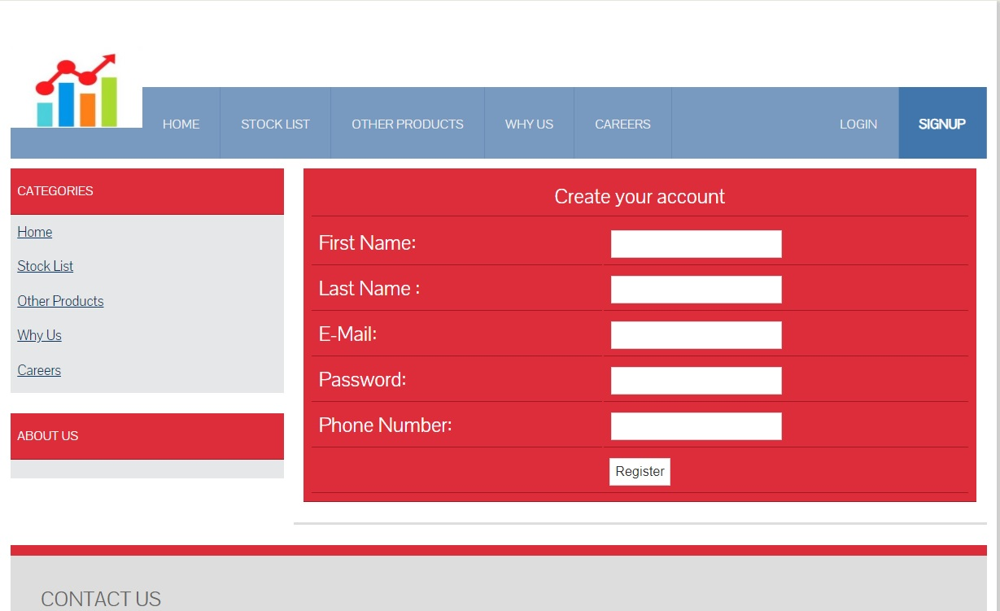 HOME STOCK LIST OTHER PRODUCTS WHY US CAREERS LOGIN SIGNUP
CATEGORIES
Home
Stock List
Other Products
Why Us
Careers
ABOUT US
Create your account
First Name:
Last Name :
E-Mail:
Password:
Phone Number:
Register
CONTACT US